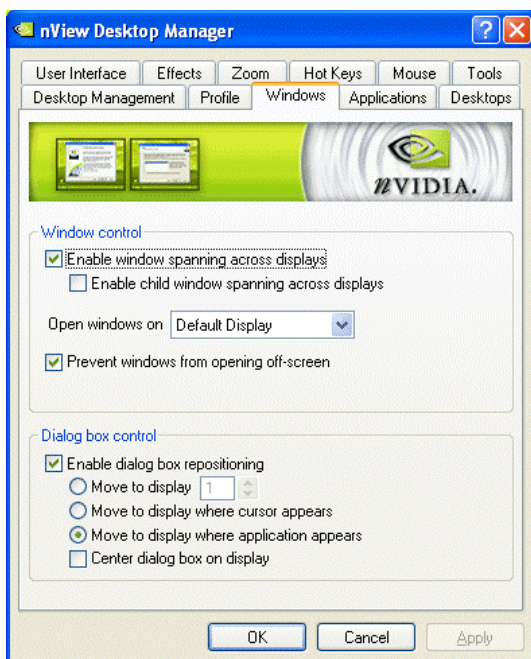 nView Desktop Manager
User Interface Effects Zoom Hot Keys Mouse Tools
Desktop Management Profile Windows Applications Desktops
nVIDIA.
Window control
Enable window spanning across displays
Enable child window spanning across displays
Open windows on Default Display
Prevent windows from opening off-screen
Dialog box control
Enable dialog box repositioning
Move to display 1
Move to display where cursor appears
Move to display where application appears
Center dialog box on display
OK Cancel Apply